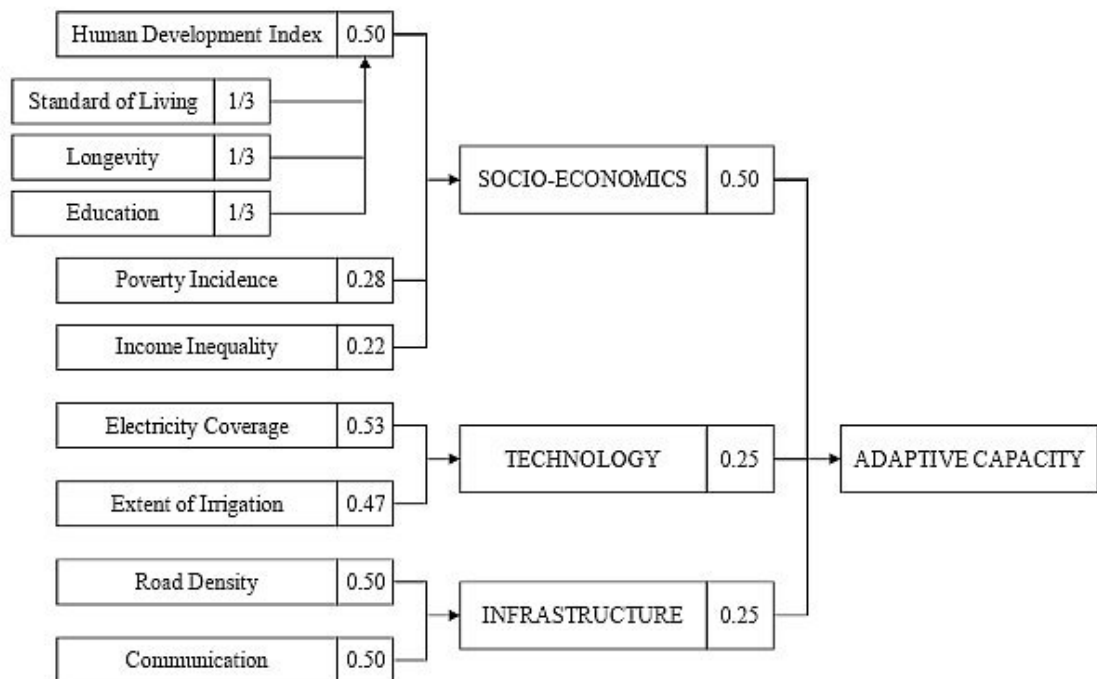 Human Development Index 0.50
Standard of Living 1/3
Longevity 1/3
Education 1/3
Poverty Incidence 0.28
Income Inequality 0.22
Electricity Coverage 0.53
Extent of Irrigation 0.47
Road Density 0.50
Communication 0.50
SOCIO-ECONOMICS 0.50
TECHNOLOGY 0.25
INFRASTRUCTURE 0.25
ADAPTIVE CAPACITY